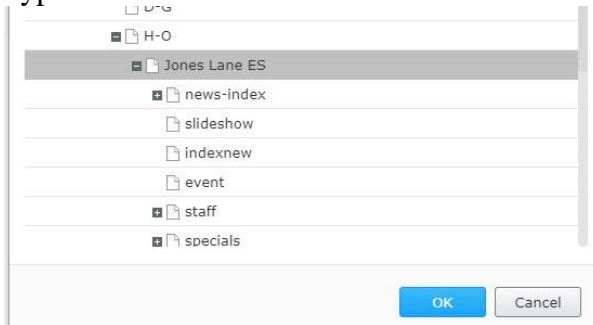 D-G
H-O
Jones Lane ES
news-index
slideshow
indexnew
event
staff
specials
OK Cancel